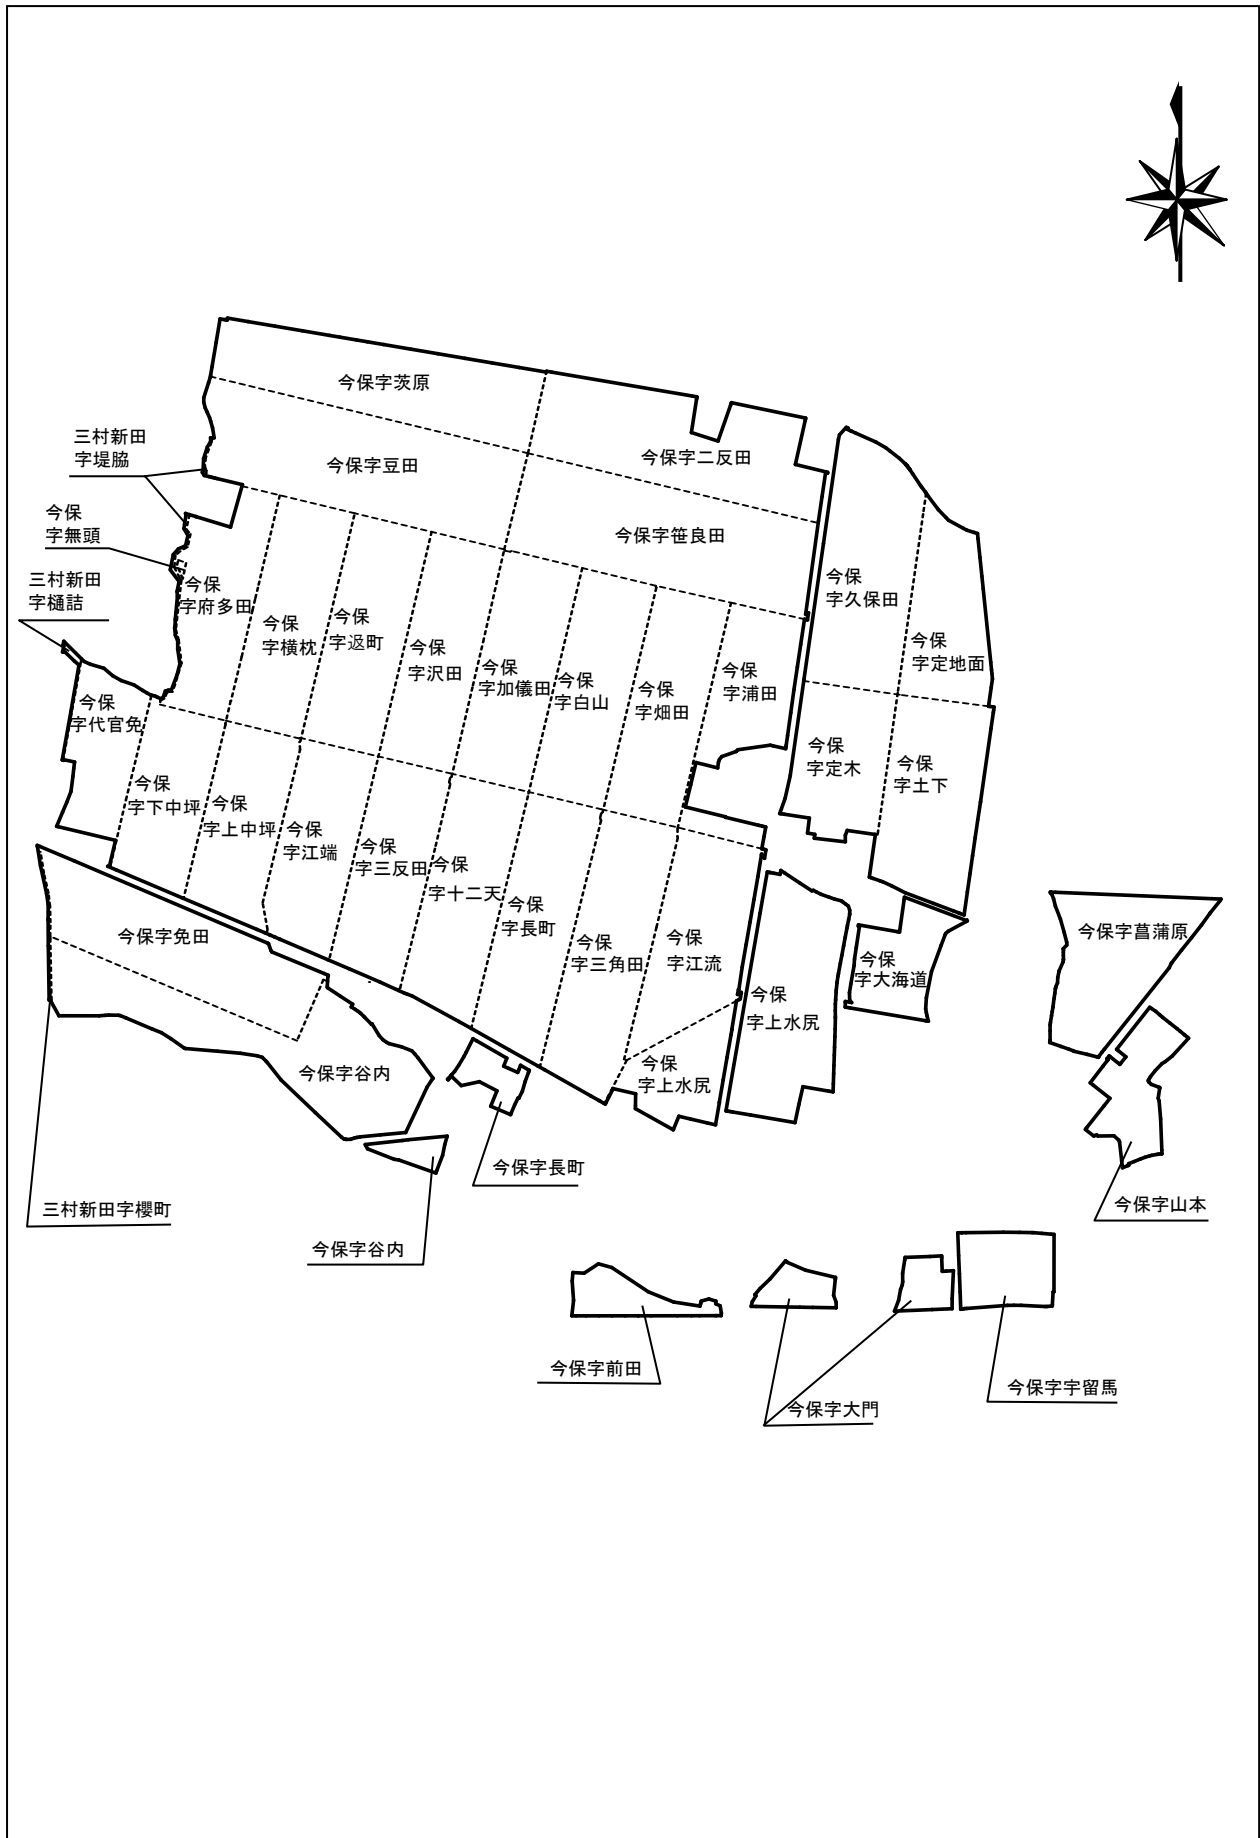 今保字茨原
三村新田
字堤脇
今保字豆田
今保字二反田
今保
字無頭
今保字笹良田
三村新田
字樋詰
今保
字府多田
今保
字横枕
今保
字返町
今保
字沢田
今保
字加儀田
今保
字白山
今保
字畑田
今保
字浦田
今保
字久保田
今保
字定地面
今保
字代官免
今保
字下中坪
今保
字上中坪
今保
字江端
今保
字三反田
今保
字十二天
今保
字長町
今保
字三角田
今保
字江流
今保
字定木
今保
字土下
今保字免田
今保字菖蒲原
今保
字大海道
今保
字上水尻
今保
字上水尻
今保字谷内
今保字長町
三村新田字櫻町
今保字谷内
今保字山本
今保字前田
今保字大門
今保字宇留馬